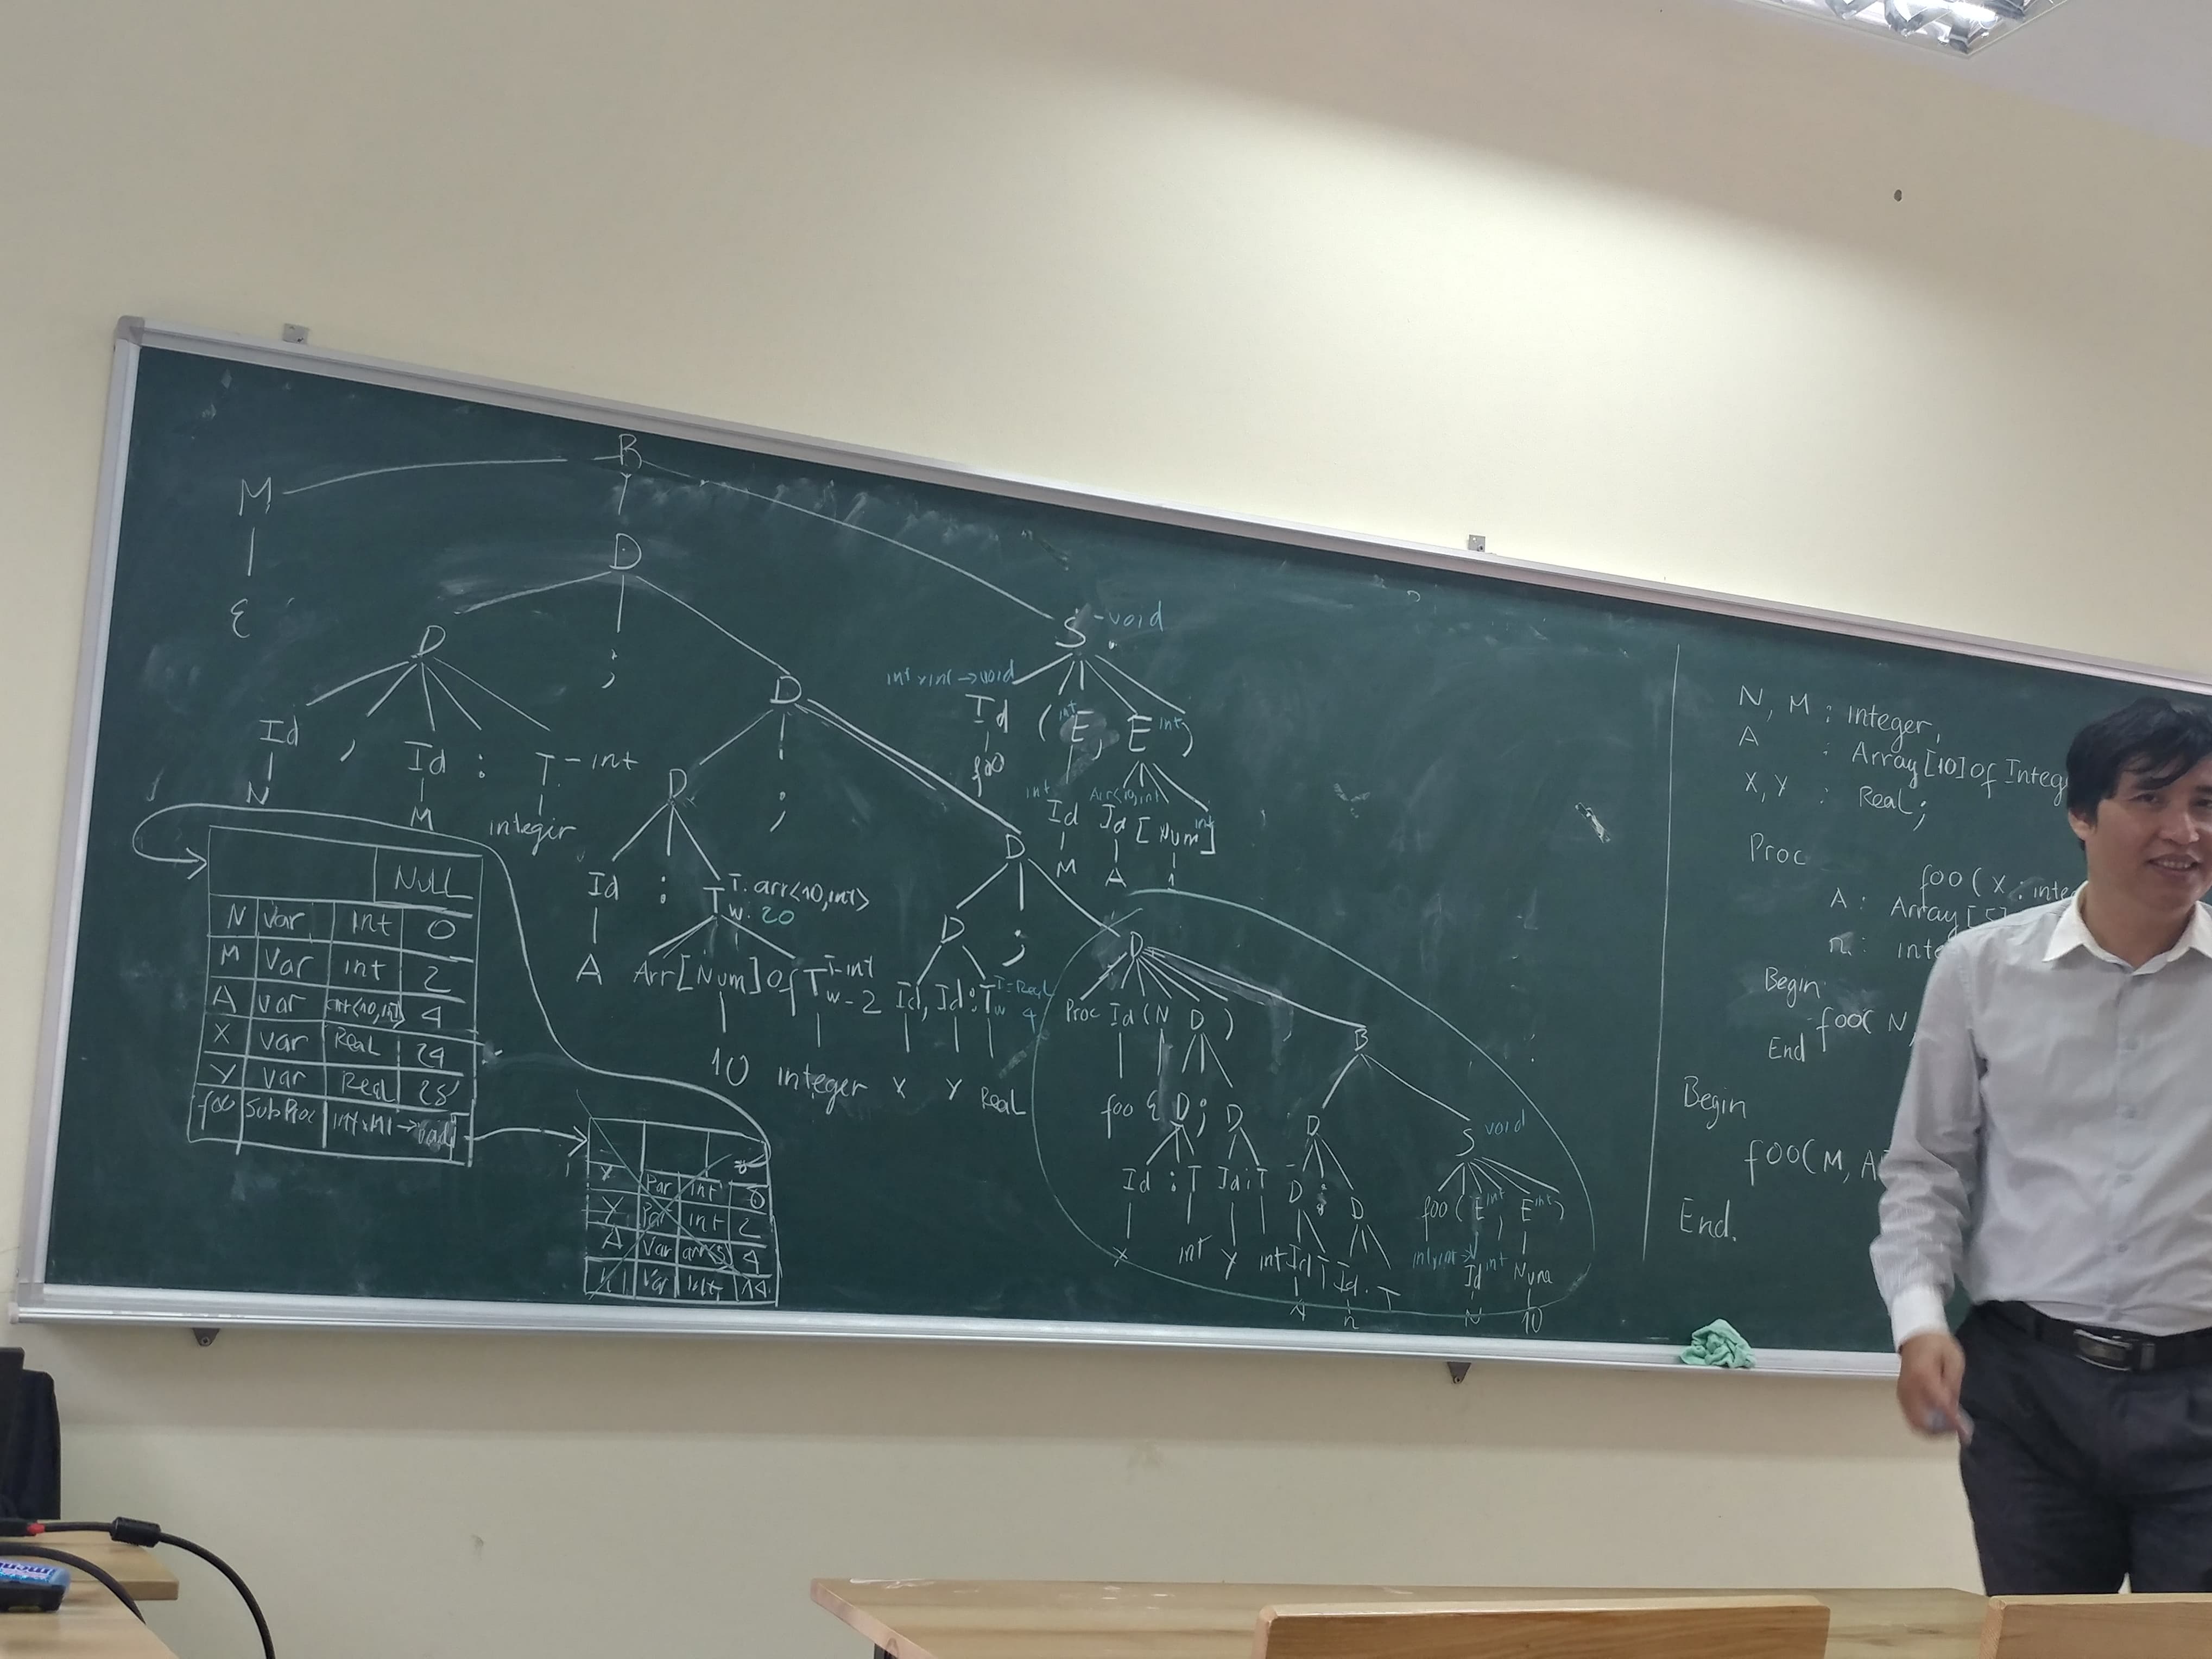 B
M
D
ε
D ; D
S - void
int x int → void
Id ( E int , E int )
foo
Id , Id : T - int
N M integer
D ; D
int Arr(10,int) int
Id Id [ Num ]
M A 1
Id : T T. arr<10,int>
w. 20
A Arr [ Num ] Of T T-int
w-2
10 integer
D ; D
Id , Id : T T=Real
w 4
X Y Real
Proc Id ( N D ) B
foo ε D ; D D S void
Id : T Id : T D ; D foo ( E int , E int )
X int Y int Id T Id . T int x int → Id int Num
A n N 10
NULL
N var int 0
M var int 2
A var arr(10,int) 4
X var Real 24
Y var Real 28
foo SubProc int x int → void
X Par int 0
Y Par int 2
A Var arr(5, 4
n Var int 14
N, M : integer,
A : Array [10] Of Integ
X, Y : Real;
Proc
foo ( X : inte
A : Array [5]
n : inte
Begin
foo( N,
End
Begin
foo( M, A
End.